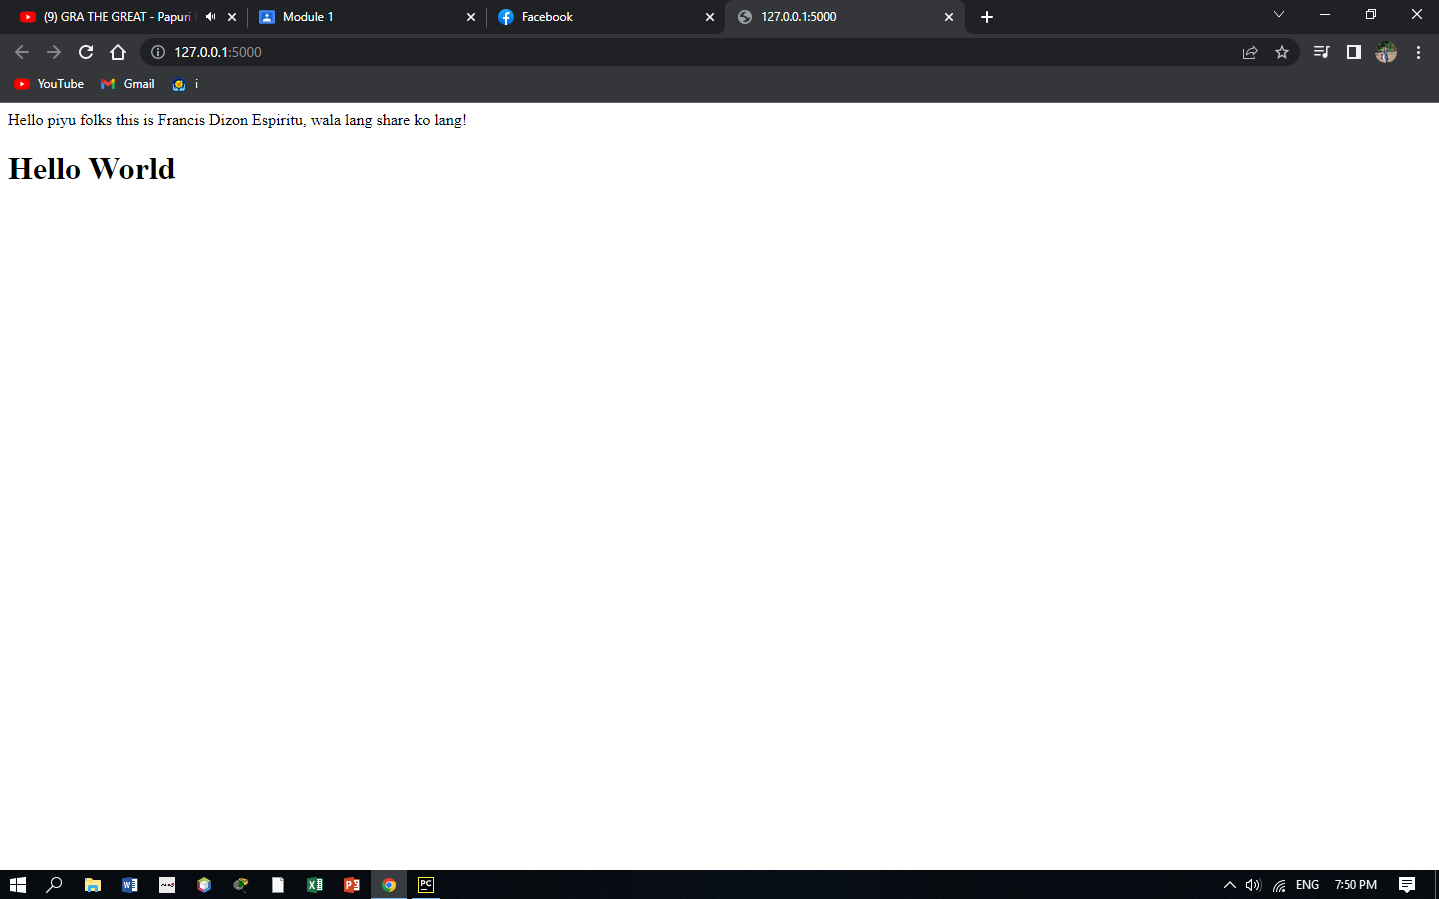 (9) GRA THE GREAT - Papuri
Module 1
Facebook
127.0.0.1:5000
127.0.0.1:5000
YouTube
Gmail
i
Hello piyu folks this is Francis Dizon Espiritu, wala lang share ko lang!
Hello World
ENG
7:50 PM